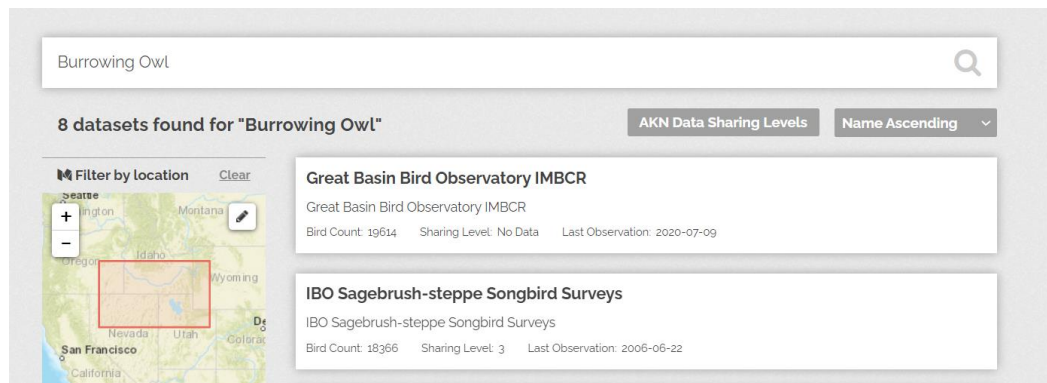 Burrowing Owl
8 datasets found for "Burrowing Owl"
AKN Data Sharing Levels
Name Ascending
Filter by location
Clear
Great Basin Bird Observatory IMBCR
Great Basin Bird Observatory IMBCR
Bird Count: 19614 Sharing Level: No Data Last Observation: 2020-07-09
IBO Sagebrush-steppe Songbird Surveys
IBO Sagebrush-steppe Songbird Surveys
Bird Count: 18366 Sharing Level: 3 Last Observation: 2006-06-22
Seattle
+
ington
Montana
−
Oregon
Idaho
Wyoming
De
Nevada
Utah
Colorad
San Francisco
California